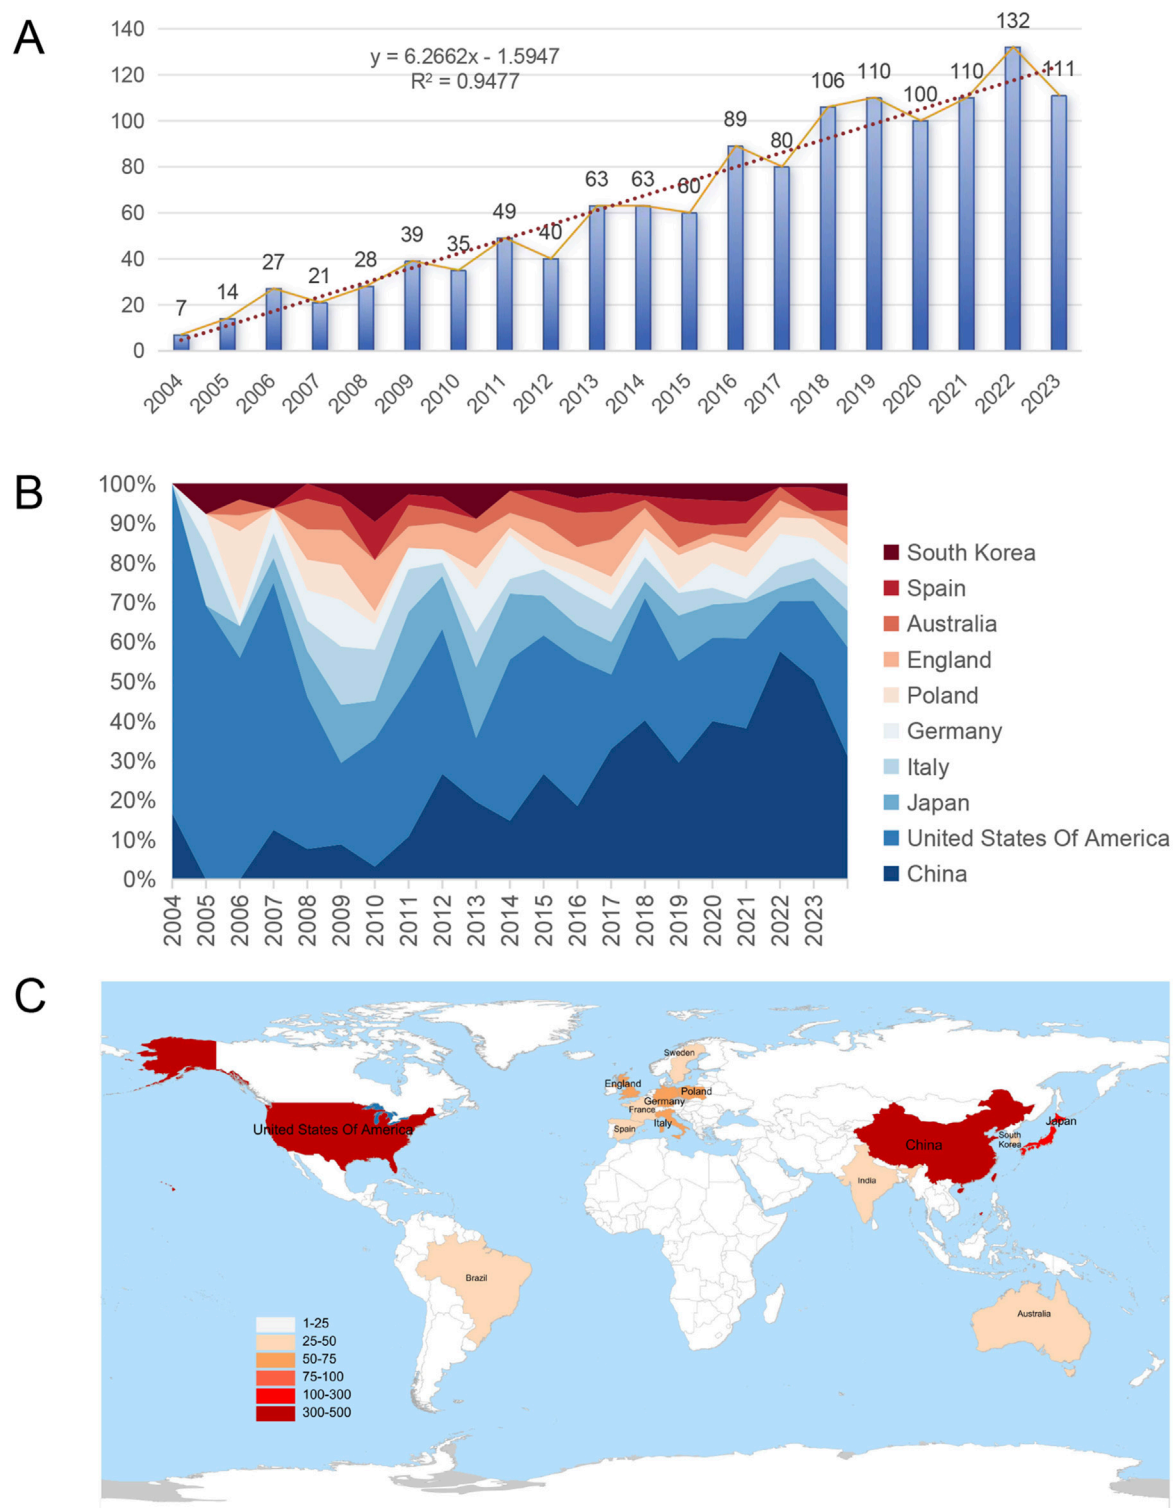 A
140
120
100
80
60
40
20
0
y = 6.2662x - 1.5947
R² = 0.9477
7
14
27
21
28
39
35
49
40
63
63
60
89
80
106
110
100
110
132
111
2004
2005
2006
2007
2008
2009
2010
2011
2012
2013
2014
2015
2016
2017
2018
2019
2020
2021
2022
2023
B
100%
90%
80%
70%
60%
50%
40%
30%
20%
10%
0%
2004
2005
2006
2007
2008
2009
2010
2011
2012
2013
2014
2015
2016
2017
2018
2019
2020
2021
2022
2023
South Korea
Spain
Australia
England
Poland
Germany
Italy
Japan
United States Of America
China
C
Sweden
England
Poland
Germany
France
Italy
Spain
United States Of America
China
Japan
South
Korea
India
Brazil
Australia
1-25
25-50
50-75
75-100
100-300
300-500